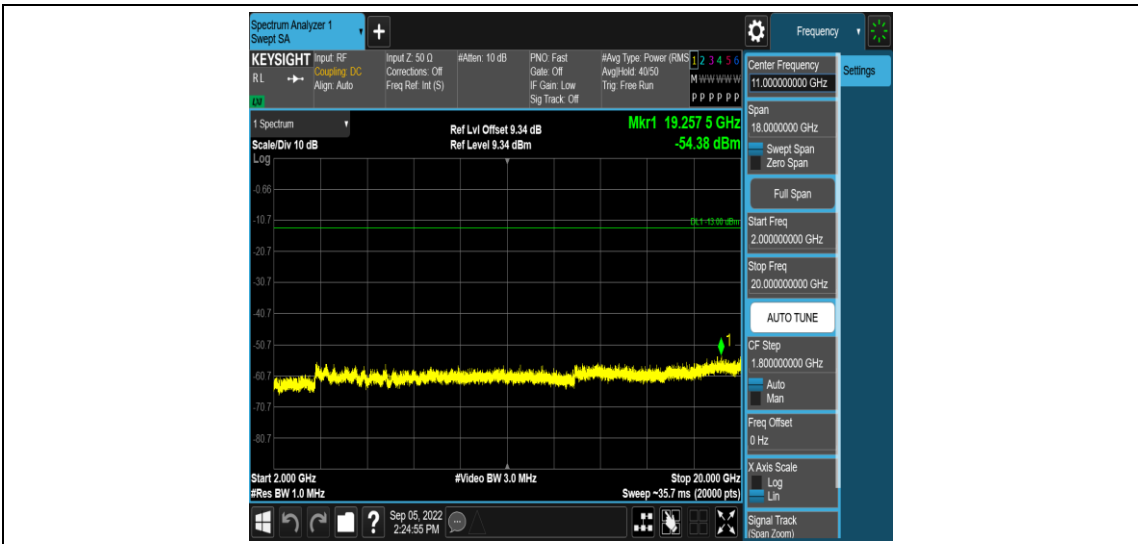 Spectrum Analyzer 1
Swept SA
+
Frequency
KEYSIGHT
RL
LXI
Input: RF
Coupling: DC
Align: Auto
Input Z: 50 Ω
Corrections: Off
Freq Ref: Int (S)
#Atten: 10 dB
PNO: Fast
Gate: Off
IF Gain: Low
Sig Track: Off
#Avg Type: Power (RMS
Avg|Hold: 40/50
Trig: Free Run
1 2 3 4 5 6
M W W W W W
P P P P P P
1 Spectrum
Scale/Div 10 dB
Log
Ref Lvl Offset 9.34 dB
Ref Level 9.34 dBm
Mkr1 19.257 5 GHz
-54.38 dBm
-0.66
-10.7
DL1 -13.00 dBm
-20.7
-30.7
-40.7
-50.7
1
-60.7
-70.7
-80.7
Start 2.000 GHz
#Res BW 1.0 MHz
#Video BW 3.0 MHz
Stop 20.000 GHz
Sweep ~35.7 ms (20000 pts)
?
Sep 05, 2022
2:24:55 PM
Center Frequency
11.000000000 GHz
Settings
Span
18.0000000 GHz
Swept Span
Zero Span
Full Span
Start Freq
2.000000000 GHz
Stop Freq
20.000000000 GHz
AUTO TUNE
CF Step
1.800000000 GHz
Auto
Man
Freq Offset
0 Hz
X Axis Scale
Log
Lin
Signal Track
(Span Zoom)